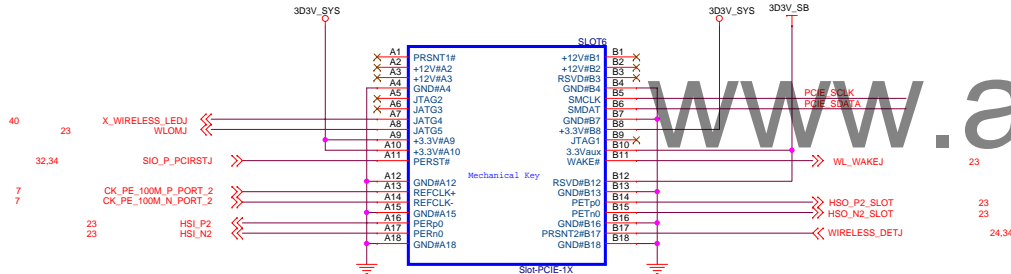 3D3V_SYS
3D3V_SYS
3D3V_SB
SLOT6
A1 PRSNT1# +12V#B1 B1
A2 +12V#A2 +12V#B2 B2
A3 +12V#A3 RSVD#B3 B3
A4 GND#A4 GND#B4 B4
A5 JTAG2 SMCLK B5 PCIE_SCLK
A6 JATG3 SMDAT B6 PCIE_SDATA
40 X_WIRELESS_LEDJ A7 JATG4 GND#B7 B7
23 WLOMJ A8 JATG5 +3.3V#B8 B8
A9 +3.3V#A9 JTAG1 B9
A10 +3.3V#A10 3.3Vaux B10
32,34 SIO_P_PCIRSTJ A11 PERST# WAKE# B11 WL_WAKEJ 23
Mechanical Key
A12 GND#A12 RSVD#B12 B12
7 CK_PE_100M_P_PORT_2 A13 REFCLK+ GND#B13 B13
7 CK_PE_100M_N_PORT_2 A14 REFCLK- PETp0 B14 HSO_P2_SLOT 23
A15 GND#A15 PETn0 B15 HSO_N2_SLOT 23
23 HSI_P2 A16 PERp0 GND#B16 B16
23 HSI_N2 A17 PERn0 PRSNT2#B17 B17 WIRELESS_DETJ 24,34
A18 GND#A18 GND#B18 B18
Slot-PCIE-1X
www.a